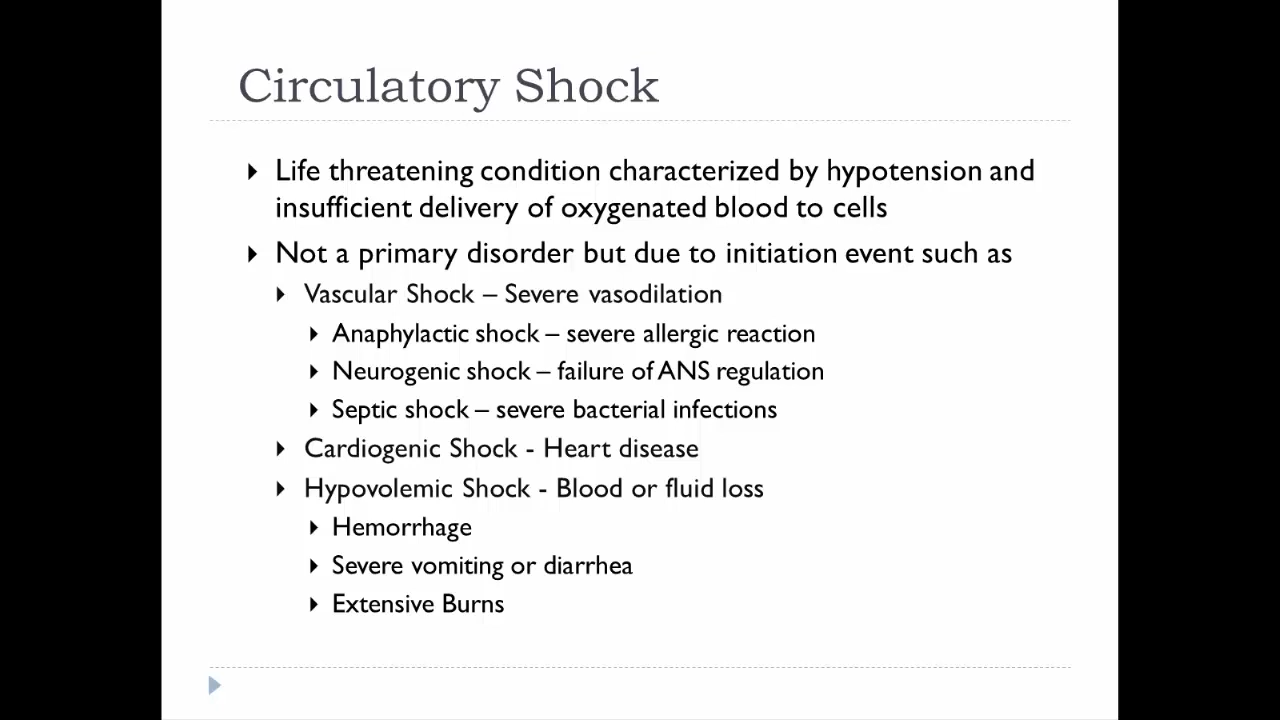 Circulatory Shock
Life threatening condition characterized by hypotension and
insufficient delivery of oxygenated blood to cells
Not a primary disorder but due to initiation event such as
Vascular Shock – Severe vasodilation
Anaphylactic shock – severe allergic reaction
Neurogenic shock – failure of ANS regulation
Septic shock – severe bacterial infections
Cardiogenic Shock - Heart disease
Hypovolemic Shock - Blood or fluid loss
Hemorrhage
Severe vomiting or diarrhea
Extensive Burns